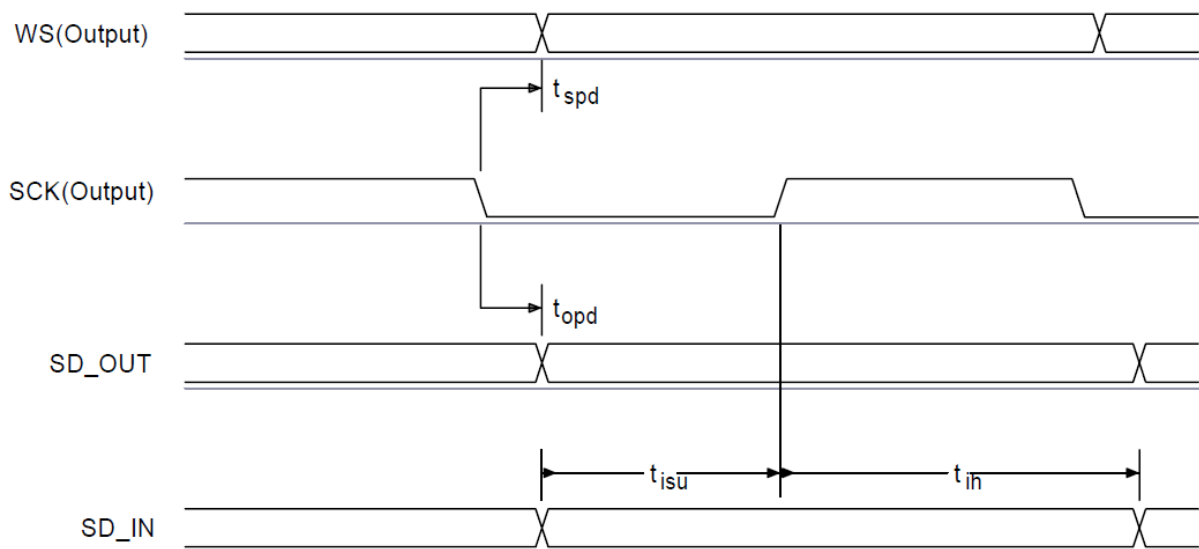 WS(Output)
tspd
SCK(Output)
topd
SD_OUT
tisu
tih
SD_IN